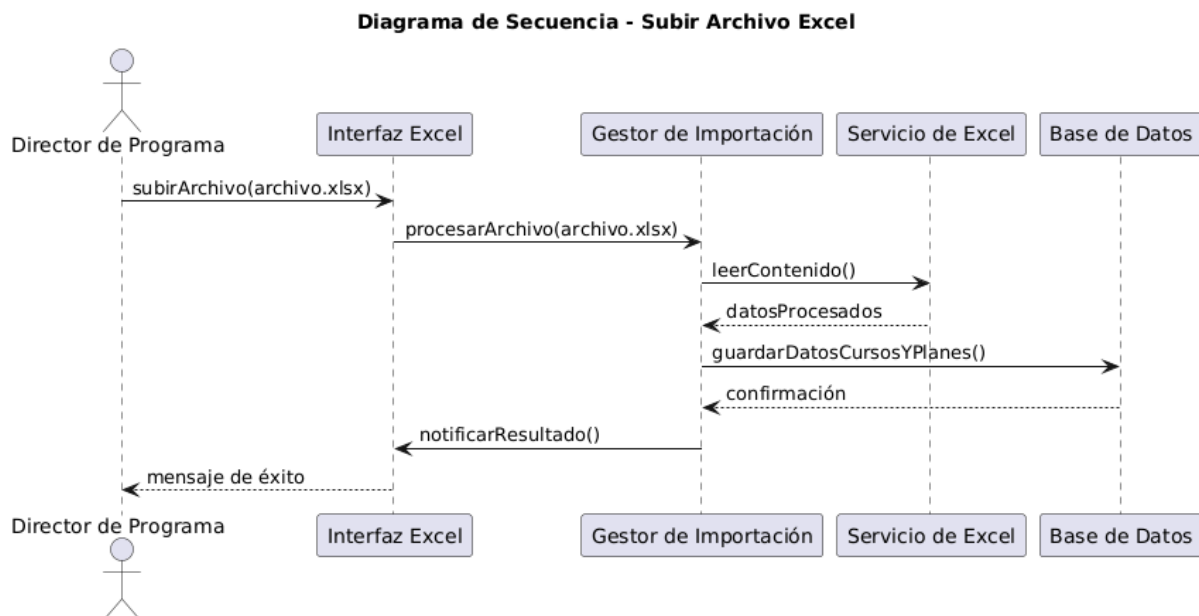 Diagrama de Secuencia - Subir Archivo Excel
Director de Programa
Interfaz Excel
Gestor de Importación
Servicio de Excel
Base de Datos
subirArchivo(archivo.xlsx)
procesarArchivo(archivo.xlsx)
leerContenido()
datosProcesados
guardarDatosCursosYPlanes()
confirmación
notificarResultado()
mensaje de éxito
Director de Programa
Interfaz Excel
Gestor de Importación
Servicio de Excel
Base de Datos